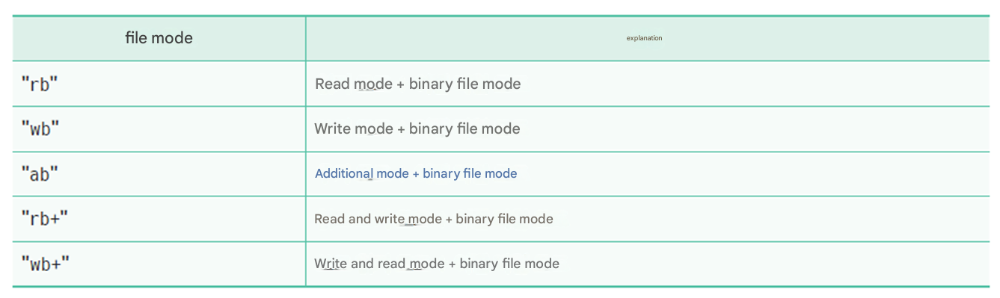 file mode
explanation
"rb"
Read mode + binary file mode
"wb"
Write mode + binary file mode
"ab"
Additional mode + binary file mode
"rb+"
Read and write mode + binary file mode
"wb+"
Write and read mode + binary file mode